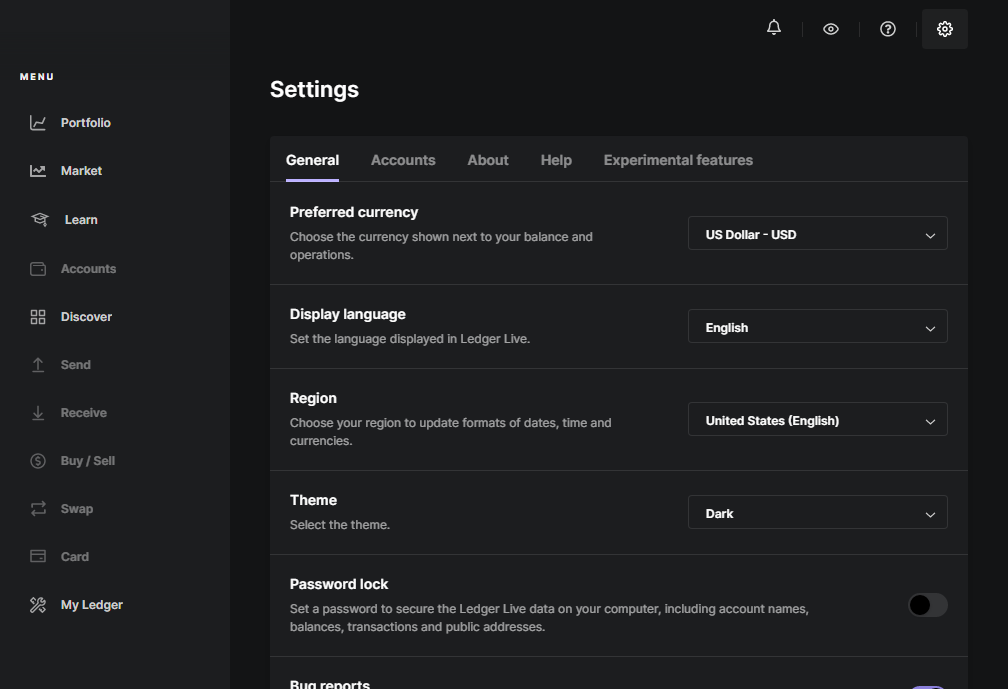 MENU
Portfolio
Market
Learn
Accounts
Discover
Send
Receive
Buy / Sell
Swap
Card
My Ledger
Settings
General
Accounts
About
Help
Experimental features
Preferred currency
Choose the currency shown next to your balance and
operations.
US Dollar - USD
Display language
Set the language displayed in Ledger Live.
English
Region
Choose your region to update formats of dates, time and
currencies.
United States (English)
Theme
Select the theme.
Dark
Password lock
Set a password to secure the Ledger Live data on your computer, including account names,
balances, transactions and public addresses.
Bug reports